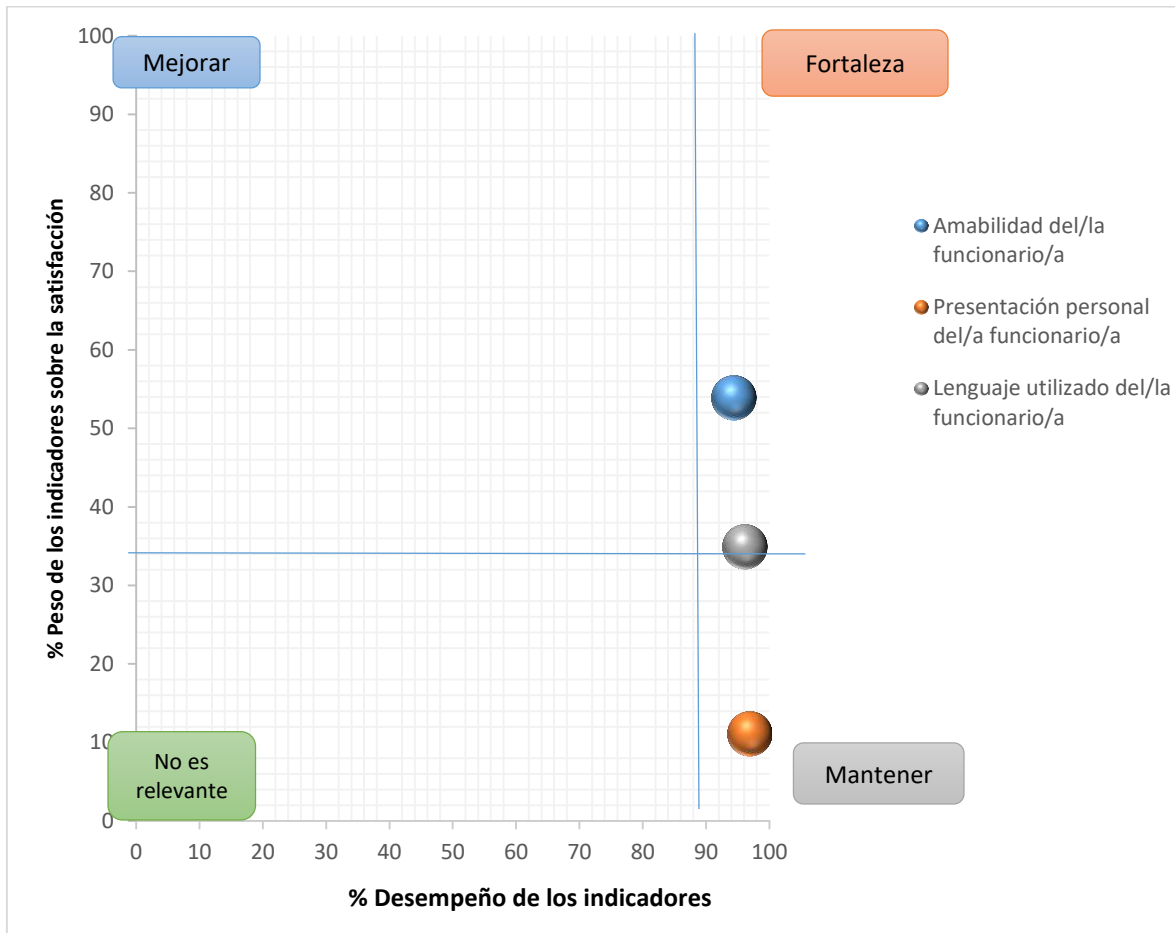 Mejorar
Fortaleza
100
90
80
70
60
50
40
30
20
10
0
% Peso de los indicadores sobre la satisfacción
No es
relevante
Mantener
0 10 20 30 40 50 60 70 80 90 100
% Desempeño de los indicadores
Amabilidad del/la
funcionario/a
Presentación personal
del/a funcionario/a
Lenguaje utilizado del/la
funcionario/a